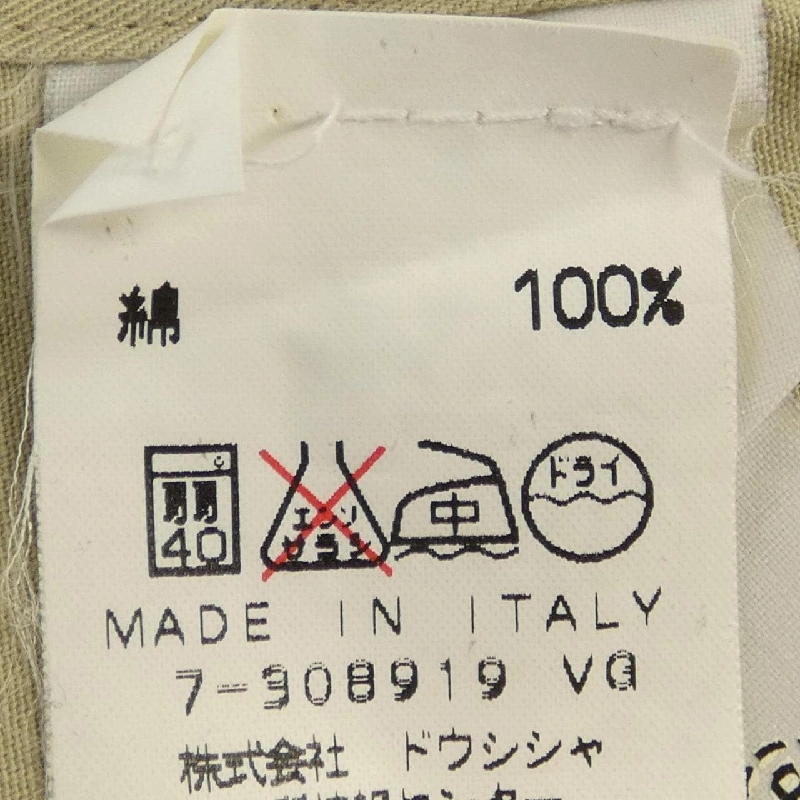 綿 100%
弱 40 エンソ サラシ 中 ドライ
MADE IN ITALY
7-308919 VG
株式会社 ドウシシャ